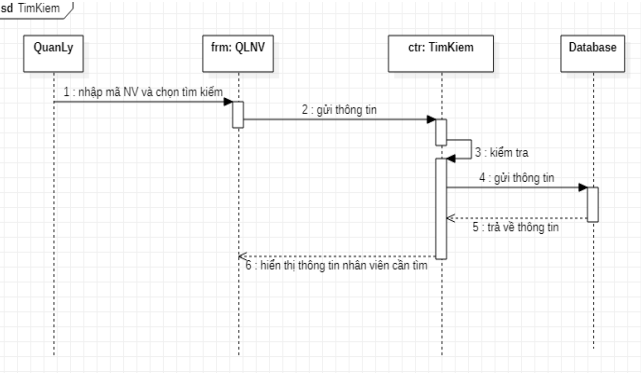 sd TimKiem
QuanLy
frm: QLNV
ctr: TimKiem
Database
1 : nhập mã NV và chọn tìm kiếm
2 : gửi thông tin
3 : kiểm tra
4 : gửi thông tin
5 : trả về thông tin
6 : hiển thị thông tin nhân viên cần tìm